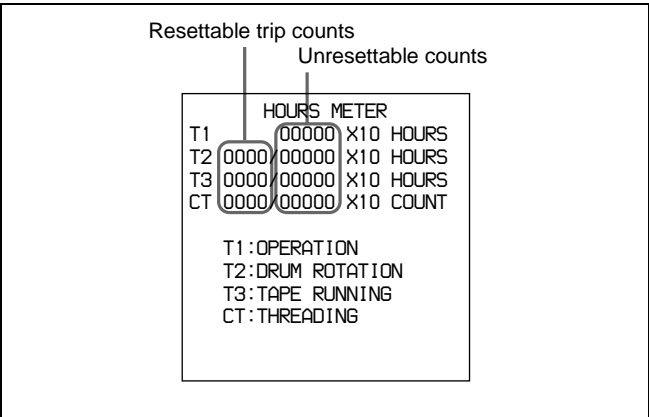 Resettable trip counts
Unresettable counts
HOURS METER
T1 00000 X10 HOURS
T2 0000/00000 X10 HOURS
T3 0000/00000 X10 HOURS
CT 0000/00000 X10 COUNT
T1:OPERATION
T2:DRUM ROTATION
T3:TAPE RUNNING
CT:THREADING